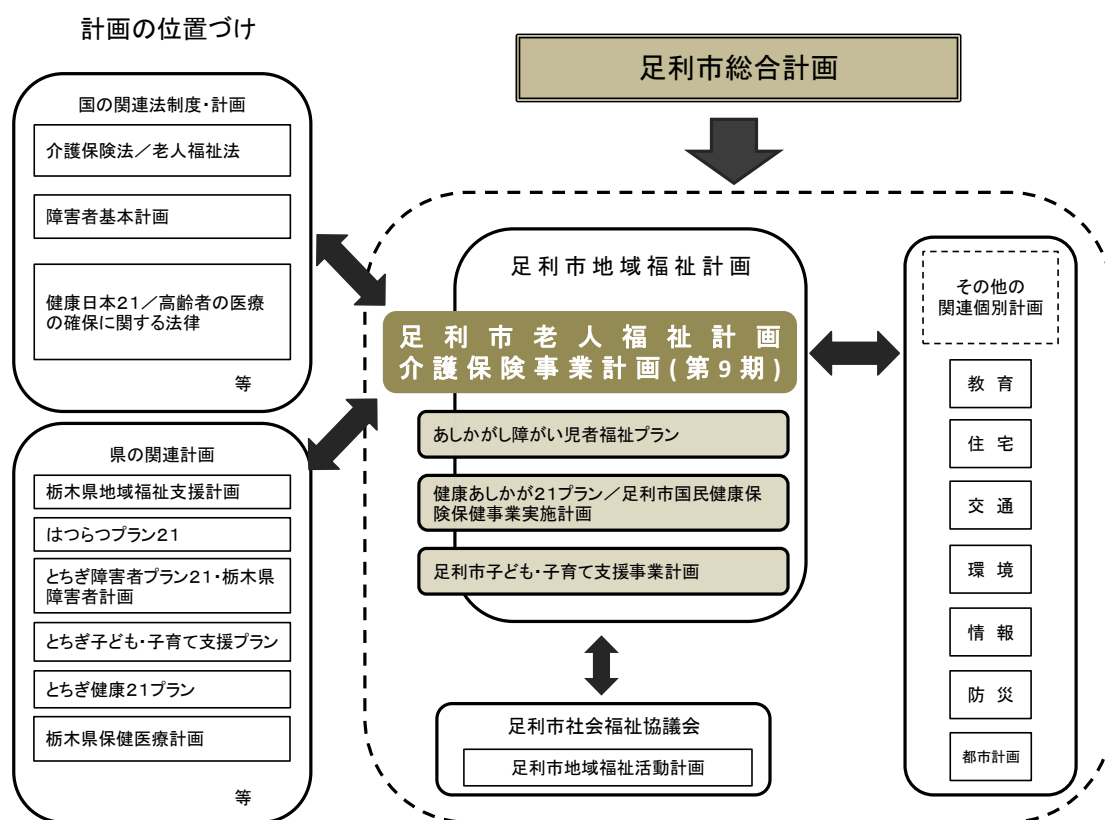 計画の位置づけ
足利市総合計画
国の関連法制度・計画
介護保険法／老人福祉法
障害者基本計画
健康日本21／高齢者の医療
の確保に関する法律
等
県の関連計画
栃木県地域福祉支援計画
はつらつプラン21
とちぎ障害者プラン21・栃木県
障害者計画
とちぎ子ども・子育て支援プラン
とちぎ健康21プラン
栃木県保健医療計画
等
足利市地域福祉計画
足利市老人福祉計画
介護保険事業計画(第9期)
あしかがし障がい児者福祉プラン
健康あしかが21プラン／足利市国民健康保
険保健事業実施計画
足利市子ども・子育て支援事業計画
足利市社会福祉協議会
足利市地域福祉活動計画
その他の
関連個別計画
教 育
住 宅
交 通
環 境
情 報
防 災
都市計画